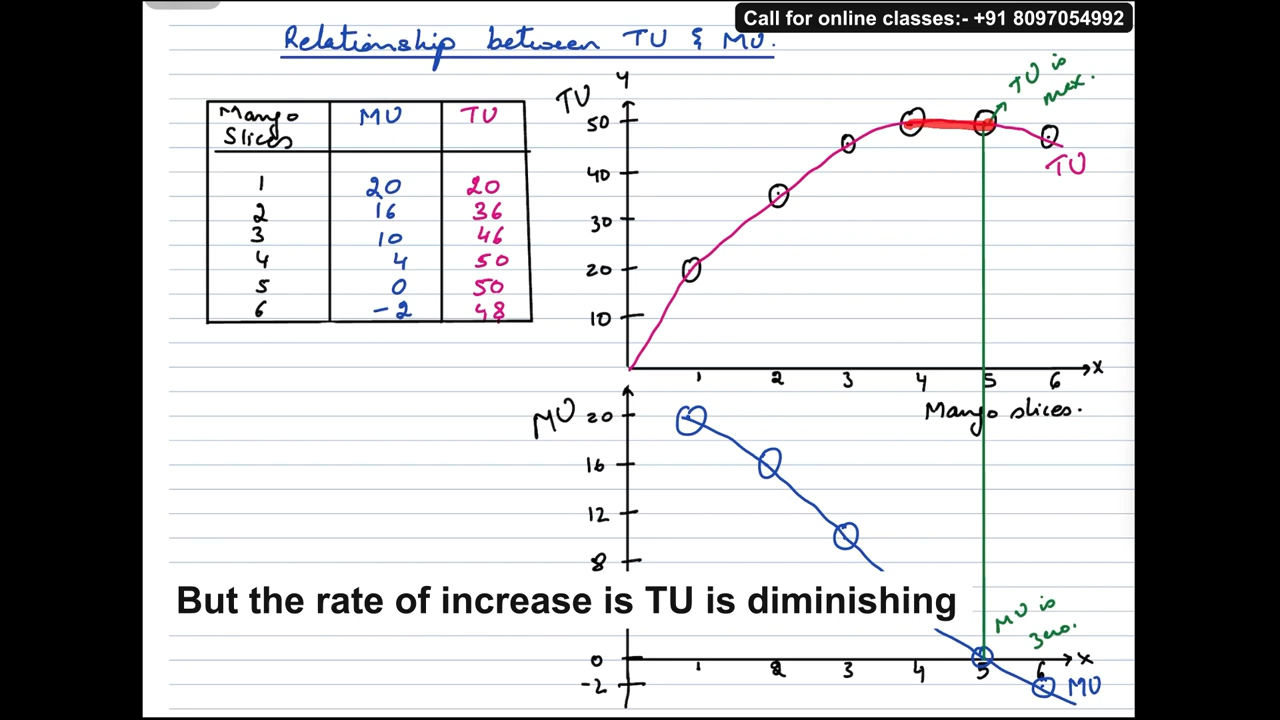 Call for online classes:- +91 8097054992
Relationship between TU & MU.
Mango Slices MU TU
1 20 20
2 16 36
3 10 46
4 4 50
5 0 50
6 -2 48
TU
Y
50
40
30
20
10
TU is max.
TU
1 2 3 4 5 6 X
Mango slices.
MU
20
16
12
8
But the rate of increase is TU is diminishing
MU is zero.
0
-2
1 2 3 4 5 6 X
MU